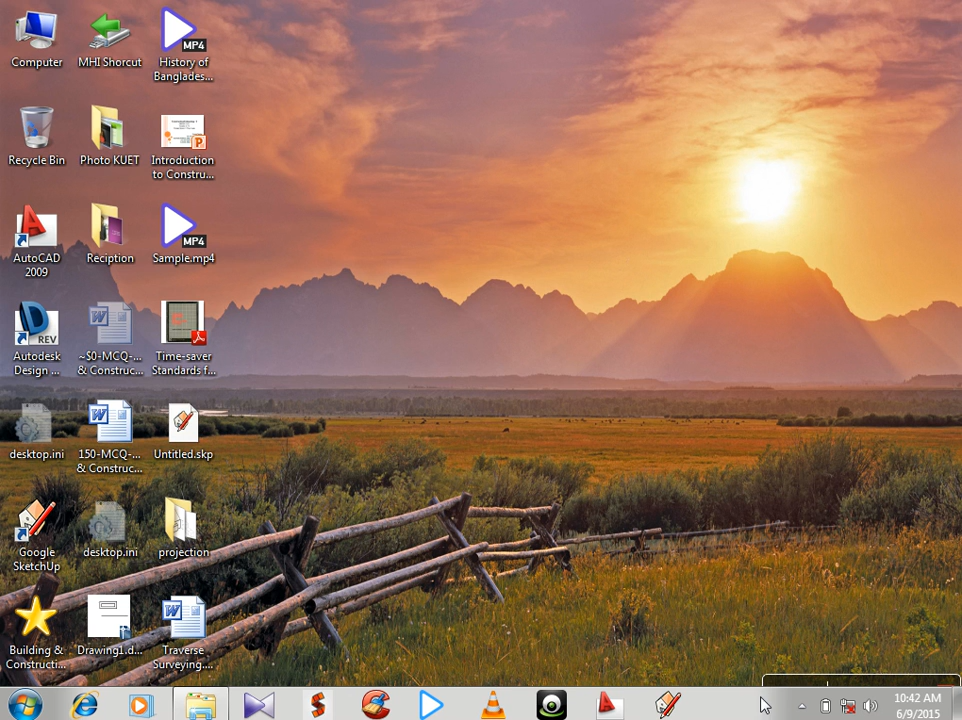 Computer
MHI Shorcut
MP4
History of
Banglades...
Recycle Bin
Photo KUET
P
Introduction
to Constru...
AutoCAD
2009
Reciption
MP4
Sample.mp4
REV
Autodesk
Design ...
W
~$0-MCQ-...
& Construc...
Time-saver
Standards f...
desktop.ini
W
150-MCQ-...
& Construc...
Untitled.skp
Google
SketchUp
desktop.ini
projection
Building &
Constructi...
Drawing1.d...
W
Traverse
Surveying....
10:42 AM
6/9/2015